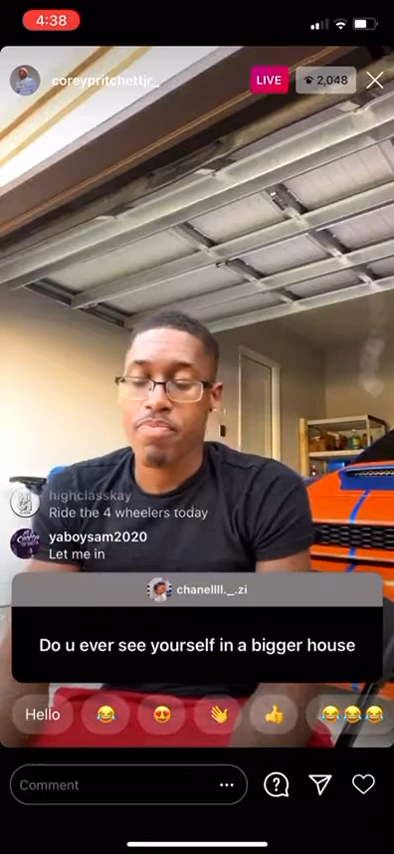 4:38
coreypritchettjr_
LIVE
2,048
highclasskay
Ride the 4 wheelers today
yaboysam2020
Let me in
chanellll._.zi
Do u ever see yourself in a bigger house
Hello
Comment